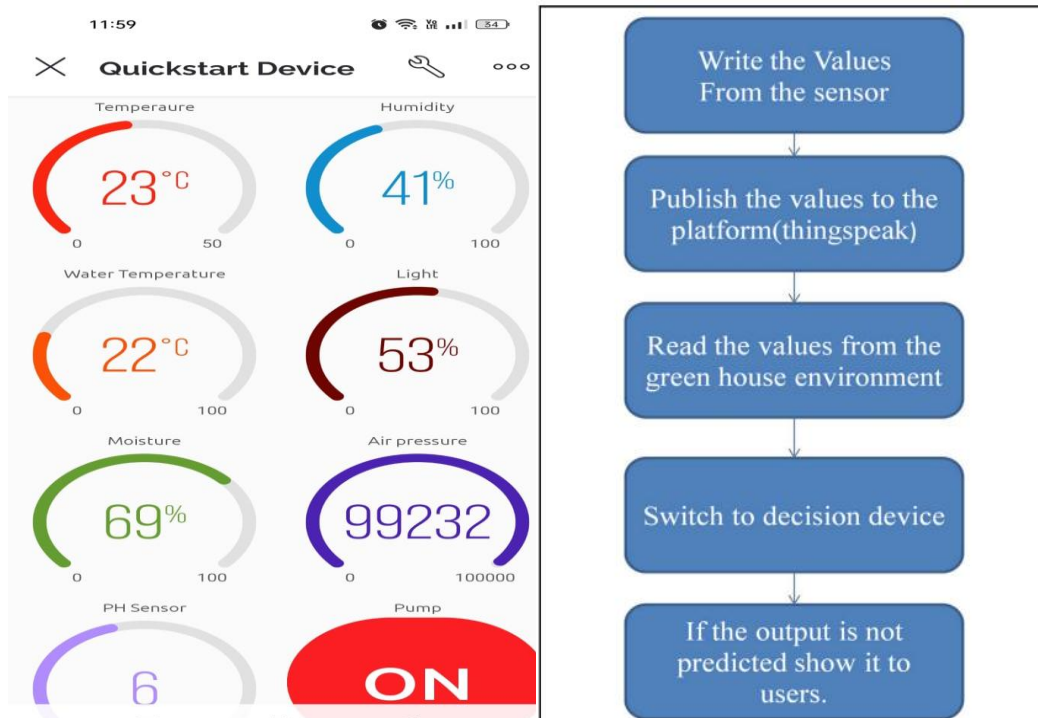 11:59
Vo LTE
34
Quickstart Device
Temperaure
Humidity
23°C
41%
0 50
0 100
Water Temperature
Light
22°C
53%
0 100
0 100
Moisture
Air pressure
69%
99232
0 100
0 100000
PH Sensor
Pump
6
ON
Write the Values
From the sensor
Publish the values to the
platform(thingspeak)
Read the values from the
green house environment
Switch to decision device
If the output is not
predicted show it to
users.